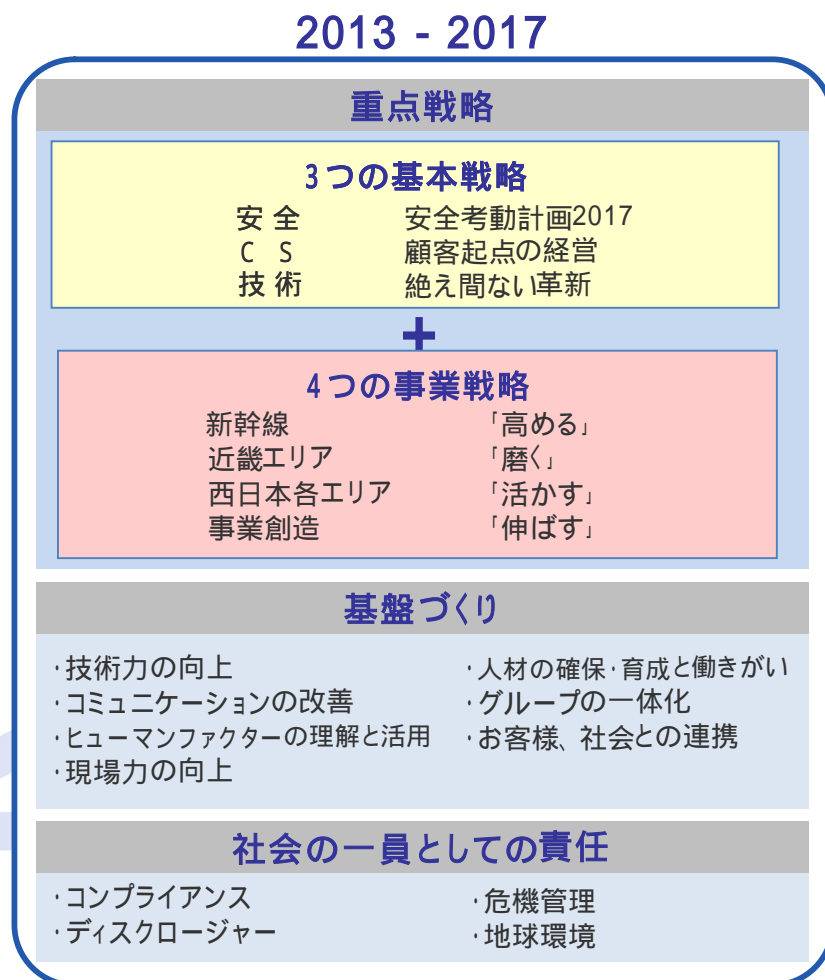 2013 - 2017
重点戦略
3つの基本戦略
安 全 安全考動計画2017
C S 顧客起点の経営
技 術 絶え間ない革新
+
4つの事業戦略
新幹線 「高める」
近畿エリア 「磨く」
西日本各エリア 「活かす」
事業創造 「伸ばす」
基盤づくり
・技術力の向上 ・人材の確保・育成と働きがい
・コミュニケーションの改善 ・グループの一体化
・ヒューマンファクターの理解と活用 ・お客様、社会との連携
・現場力の向上
社会の一員としての責任
・コンプライアンス ・危機管理
・ディスクロージャー ・地球環境